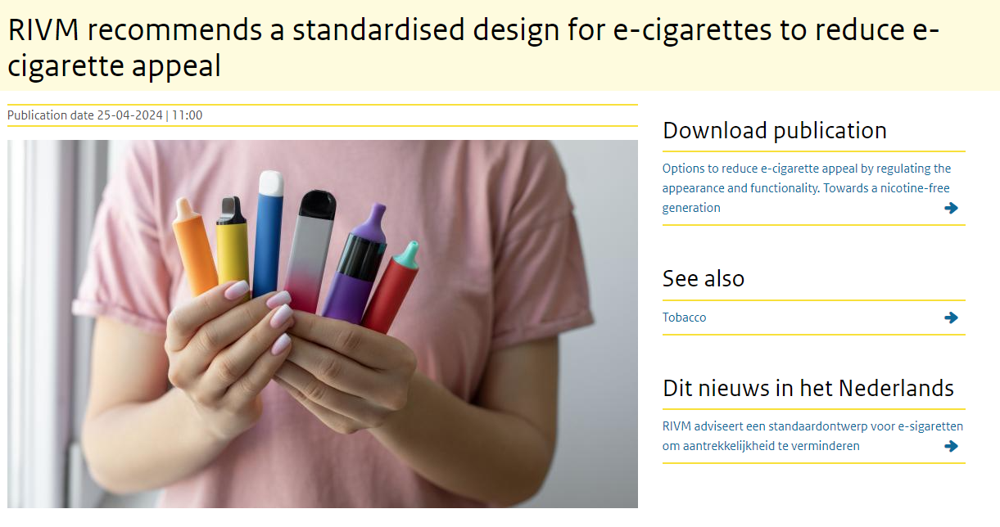 RIVM recommends a standardised design for e-cigarettes to reduce e-
cigarette appeal
Publication date 25-04-2024 | 11:00
Download publication
Options to reduce e-cigarette appeal by regulating the
appearance and functionality. Towards a nicotine-free
generation
See also
Tobacco
Dit nieuws in het Nederlands
RIVM adviseert een standaardontwerp voor e-sigaretten
om aantrekkelijkheid te verminderen